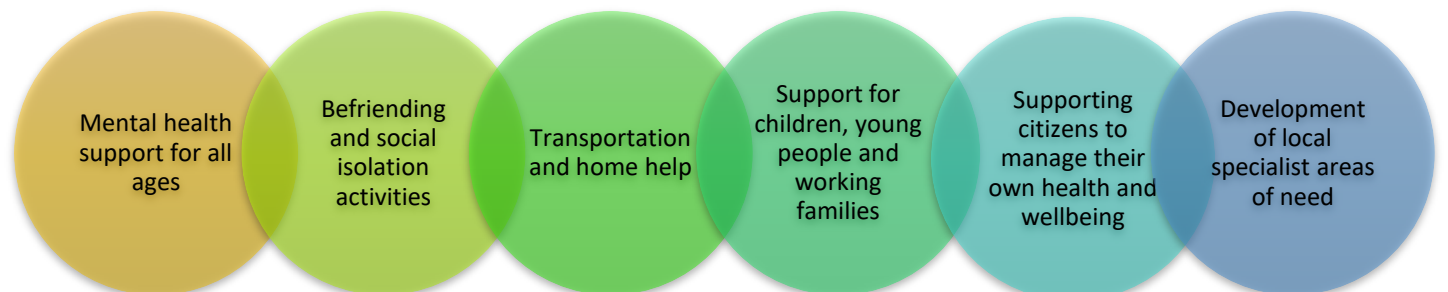 Mental health
support for all
ages
Befriending
and social
isolation
activities
Transportation
and home help
Support for
children, young
people and
working
families
Supporting
citizens to
manage their
own health and
wellbeing
Development
of local
specialist areas
of need